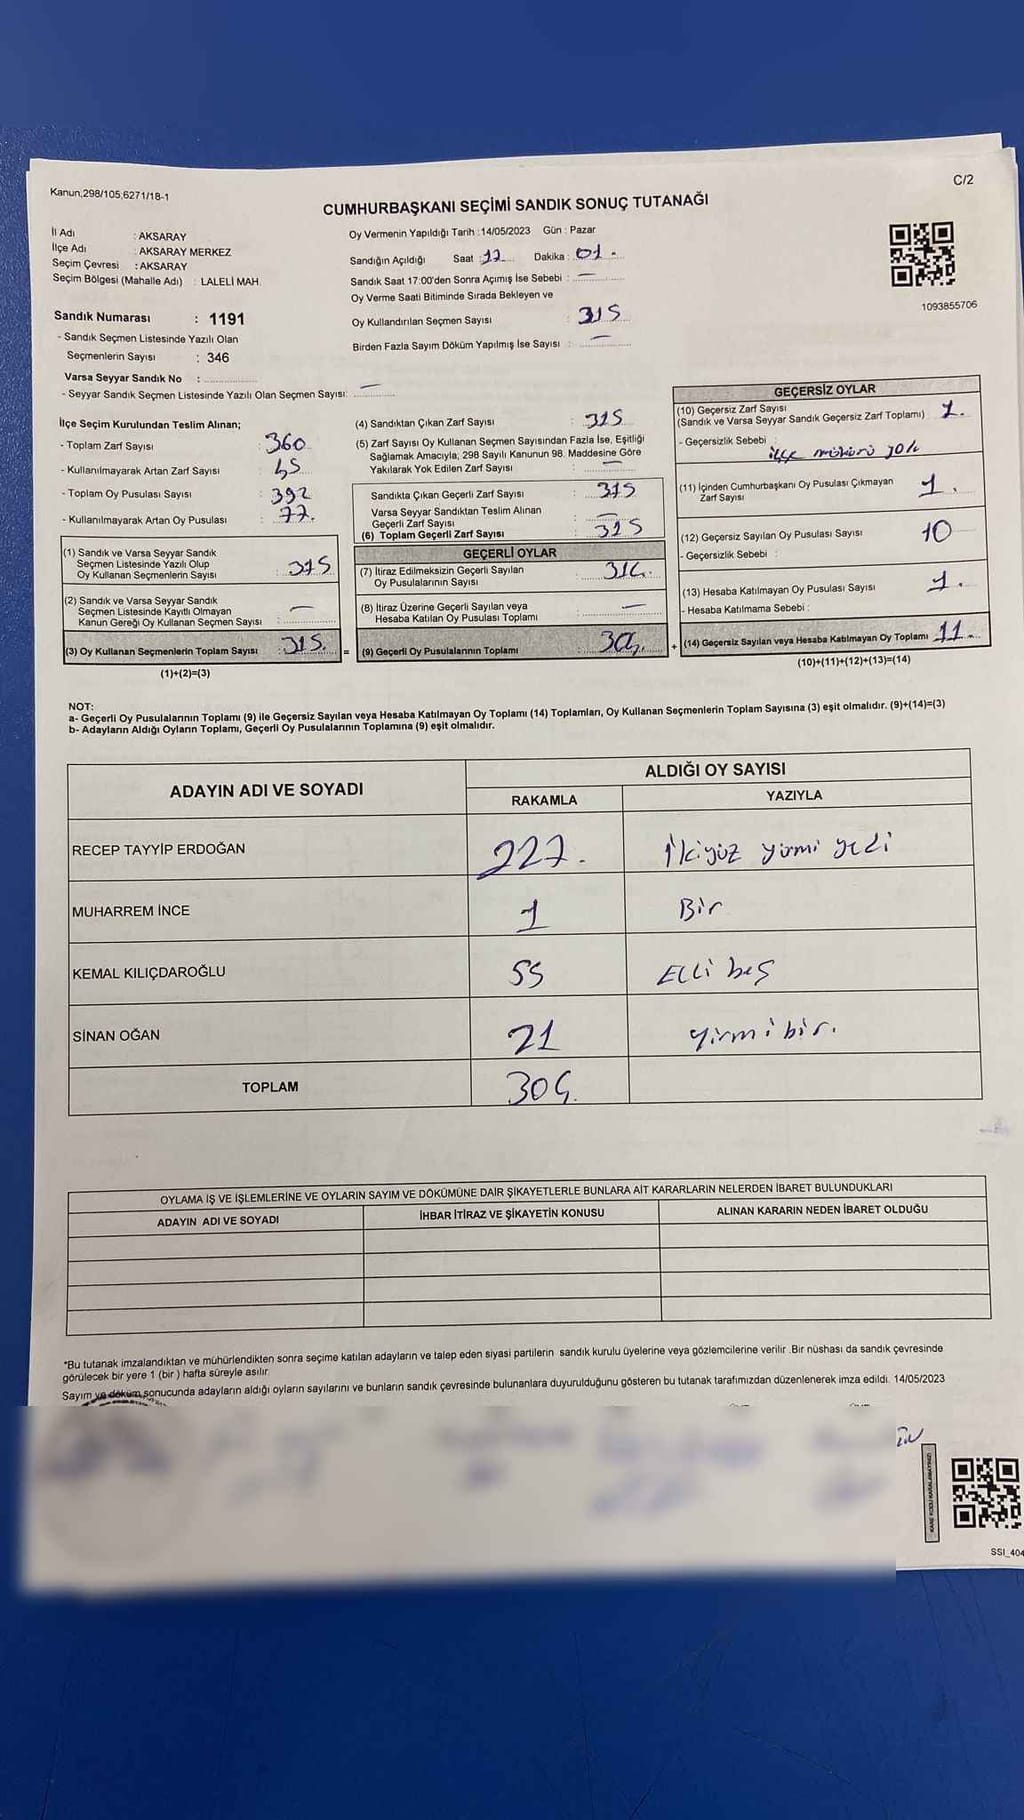 Kanun,298/105,6271/18-1
C/2
CUMHURBAŞKANI SEÇİMİ SANDIK SONUÇ TUTANAĞI
İl Adı : AKSARAY
İlçe Adı : AKSARAY MERKEZ
Seçim Çevresi : AKSARAY
Seçim Bölgesi (Mahalle Adı) : LALELİ MAH.
Oy Vermenin Yapıldığı Tarih :14/05/2023 Gün : Pazar
Sandığın Açıldığı Saat : 17 Dakika : 01.
Sandık Saat 17:00'den Sonra Açımış İse Sebebi : —
Oy Verme Saati Bitiminde Sırada Bekleyen ve
Oy Kullandırılan Seçmen Sayısı : 315
Birden Fazla Sayım Döküm Yapılmış İse Sayısı : —
1093855706
Sandık Numarası : 1191
- Sandık Seçmen Listesinde Yazılı Olan
Seçmenlerin Sayısı : 346
Varsa Seyyar Sandık No :
- Seyyar Sandık Seçmen Listesinde Yazılı Olan Seçmen Sayısı: —
İlçe Seçim Kurulundan Teslim Alınan;
- Toplam Zarf Sayısı : 360
- Kullanılmayarak Artan Zarf Sayısı : 45
- Toplam Oy Pusulası Sayısı : 392
- Kullanılmayarak Artan Oy Pusulası : 77.
(1) Sandık ve Varsa Seyyar Sandık
Seçmen Listesinde Yazılı Olup
Oy Kullanan Seçmenlerin Sayısı : 315
(2) Sandık ve Varsa Seyyar Sandık
Seçmen Listesinde Kayıtlı Olmayan
Kanun Gereği Oy Kullanan Seçmen Sayısı : —
(3) Oy Kullanan Seçmenlerin Toplam Sayısı : 315.
(1)+(2)=(3)
(4) Sandıktan Çıkan Zarf Sayısı : 315
(5) Zarf Sayısı Oy Kullanan Seçmen Sayısından Fazla İse, Eşitliği
Sağlamak Amacıyla; 298 Sayılı Kanunun 98. Maddesine Göre
Yakılarak Yok Edilen Zarf Sayısı : —
Sandıkta Çıkan Geçerli Zarf Sayısı : 315
Varsa Seyyar Sandıktan Teslim Alınan
Geçerli Zarf Sayısı : —
(6) Toplam Geçerli Zarf Sayısı : 315
=
GEÇERLİ OYLAR
(7) İtiraz Edilmeksizin Geçerli Sayılan
Oy Pusulalarının Sayısı :
(8) İtiraz Üzerine Geçerli Sayılan veya
Hesaba Katılan Oy Pusulası Toplamı : —
(9) Geçerli Oy Pusulalarının Toplamı :
+
GEÇERSİZ OYLAR
(10) Geçersiz Zarf Sayısı
(Sandık ve Varsa Seyyar Sandık Geçersiz Zarf Toplamı) : 1.
- Geçersizlik Sebebi : ilçe mührü yok
(11) İçinden Cumhurbaşkanı Oy Pusulası Çıkmayan
Zarf Sayısı : 1.
(12) Geçersiz Sayılan Oy Pusulası Sayısı : 10
- Geçersizlik Sebebi :
(13) Hesaba Katılmayan Oy Pusulası Sayısı : 1.
- Hesaba Katılmama Sebebi :
(14) Geçersiz Sayılan veya Hesaba Katılmayan Oy Toplamı : 11.
(10)+(11)+(12)+(13)=(14)
NOT:
a- Geçerli Oy Pusulalarının Toplamı (9) ile Geçersiz Sayılan veya Hesaba Katılmayan Oy Toplamı (14) Toplamları, Oy Kullanan Seçmenlerin Toplam Sayısına (3) eşit olmalıdır. (9)+(14)=(3)
b- Adayların Aldığı Oyların Toplamı, Geçerli Oy Pusulalarının Toplamına (9) eşit olmalıdır.
ADAYIN ADI VE SOYADI
ALDIĞI OY SAYISI
RAKAMLA YAZIYLA
RECEP TAYYİP ERDOĞAN 227. İkiyüz yirmi yedi
MUHARREM İNCE 1 Bir
KEMAL KILIÇDAROĞLU 55 Elli beş
SİNAN OĞAN 21 yirmi bir.
TOPLAM 304.
OYLAMA İŞ VE İŞLEMLERİNE VE OYLARIN SAYIM VE DÖKÜMÜNE DAİR ŞİKAYETLERLE BUNLARA AİT KARARLARIN NELERDEN İBARET BULUNDUKLARI
ADAYIN ADI VE SOYADI İHBAR İTİRAZ VE ŞİKAYETİN KONUSU ALINAN KARARIN NEDEN İBARET OLDUĞU
*Bu tutanak imzalandıktan ve mühürlendikten sonra seçime katılan adayların ve talep eden siyasi partilerin sandık kurulu üyelerine veya gözlemcilerine verilir .Bir nüshası da sandık çevresinde
görülecek bir yere 1 (bir ) hafta süreyle asılır.
Sayım ve döküm sonucunda adayların aldığı oyların sayılarını ve bunların sandık çevresinde bulunanlara duyurulduğunu gösteren bu tutanak tarafımızdan düzenlenerek imza edildi. 14/05/2023
KARE KODU KARALAMAYINIZ!
SSI_404